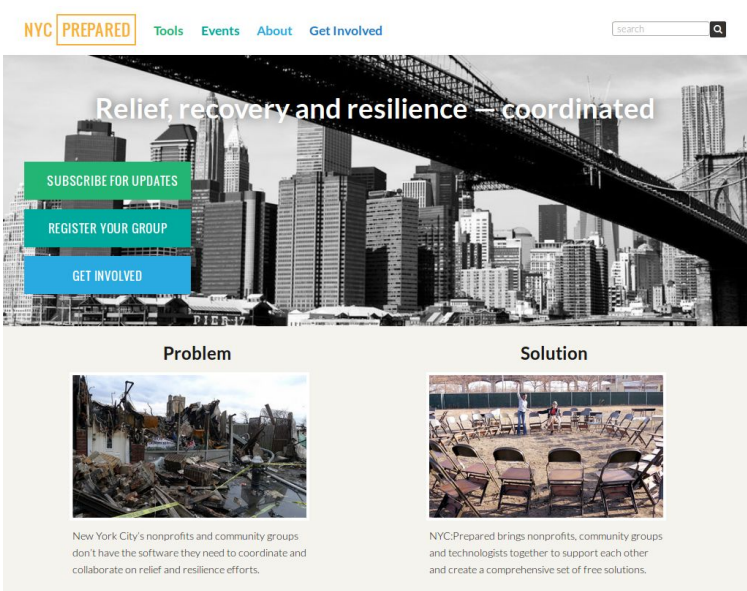 NYC PREPARED
Tools Events About Get Involved
search
Relief, recovery and resilience — coordinated
SUBSCRIBE FOR UPDATES
REGISTER YOUR GROUP
GET INVOLVED
PIER 17
Problem
New York City's nonprofits and community groups
don't have the software they need to coordinate and
collaborate on relief and resilience efforts.
Solution
NYC:Prepared brings nonprofits, community groups
and technologists together to support each other
and create a comprehensive set of free solutions.